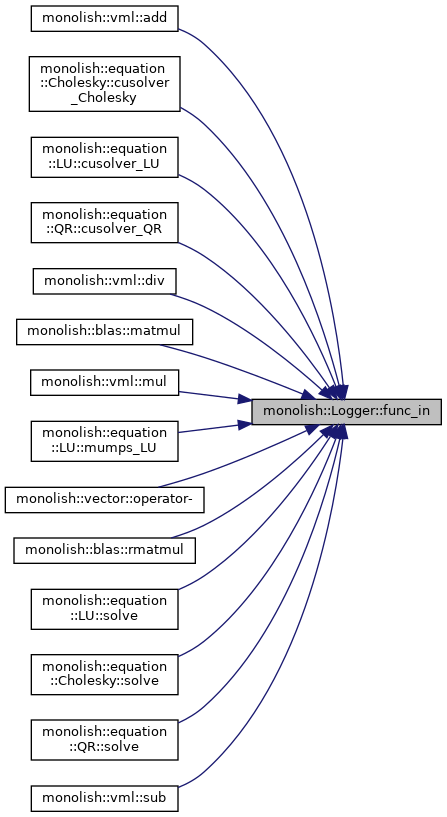 monolish::vml::add
monolish::equation
::Cholesky::cusolver
_Cholesky
monolish::equation
::LU::cusolver_LU
monolish::equation
::QR::cusolver_QR
monolish::vml::div
monolish::blas::matmul
monolish::vml::mul
monolish::Logger::func_in
monolish::equation
::LU::mumps_LU
monolish::vector::operator-
monolish::blas::rmatmul
monolish::equation
::LU::solve
monolish::equation
::Cholesky::solve
monolish::equation
::QR::solve
monolish::vml::sub